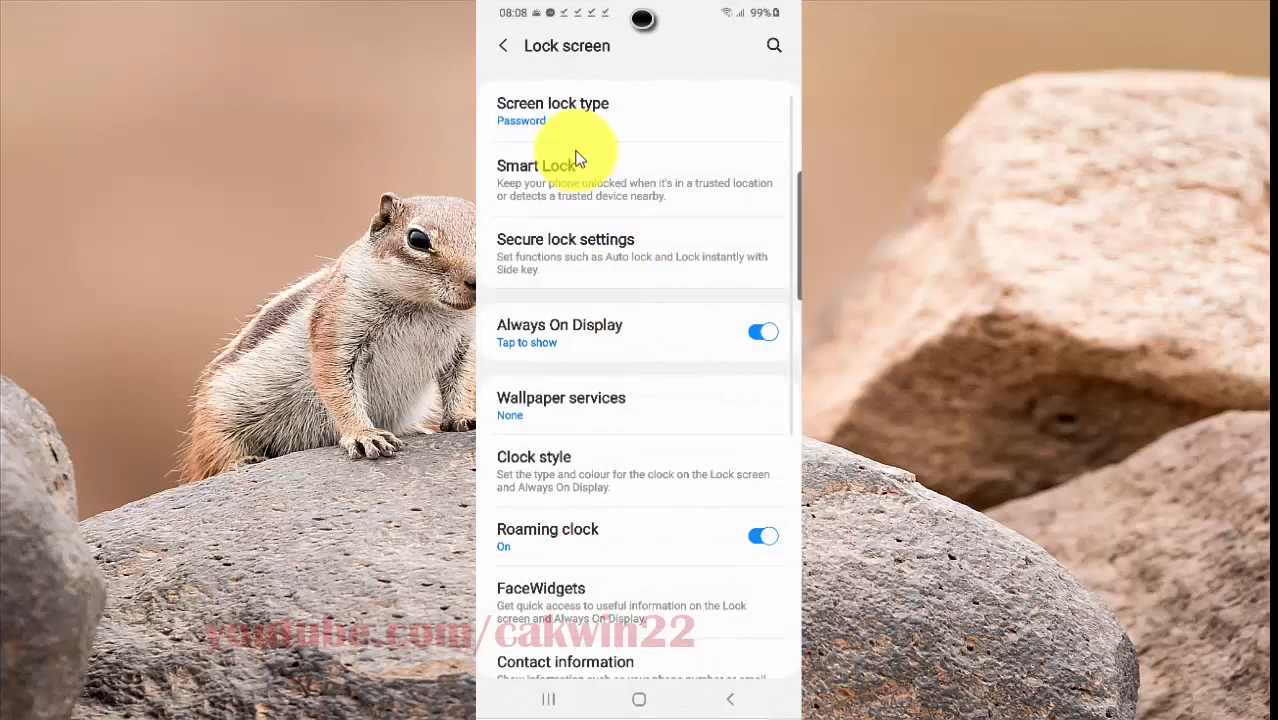 08:08
99%
Lock screen
Screen lock type
Password
Smart Lock
Keep your phone unlocked when it's in a trusted location
or detects a trusted device nearby.
Secure lock settings
Set functions such as Auto lock and Lock instantly with
Side key.
Always On Display
Tap to show
Wallpaper services
None
Clock style
Set the type and colour for the clock on the Lock screen
and Always On Display.
Roaming clock
On
FaceWidgets
Get quick access to useful information on the Lock
screen and Always On Display.
youtube.com/cakwin22
Contact information